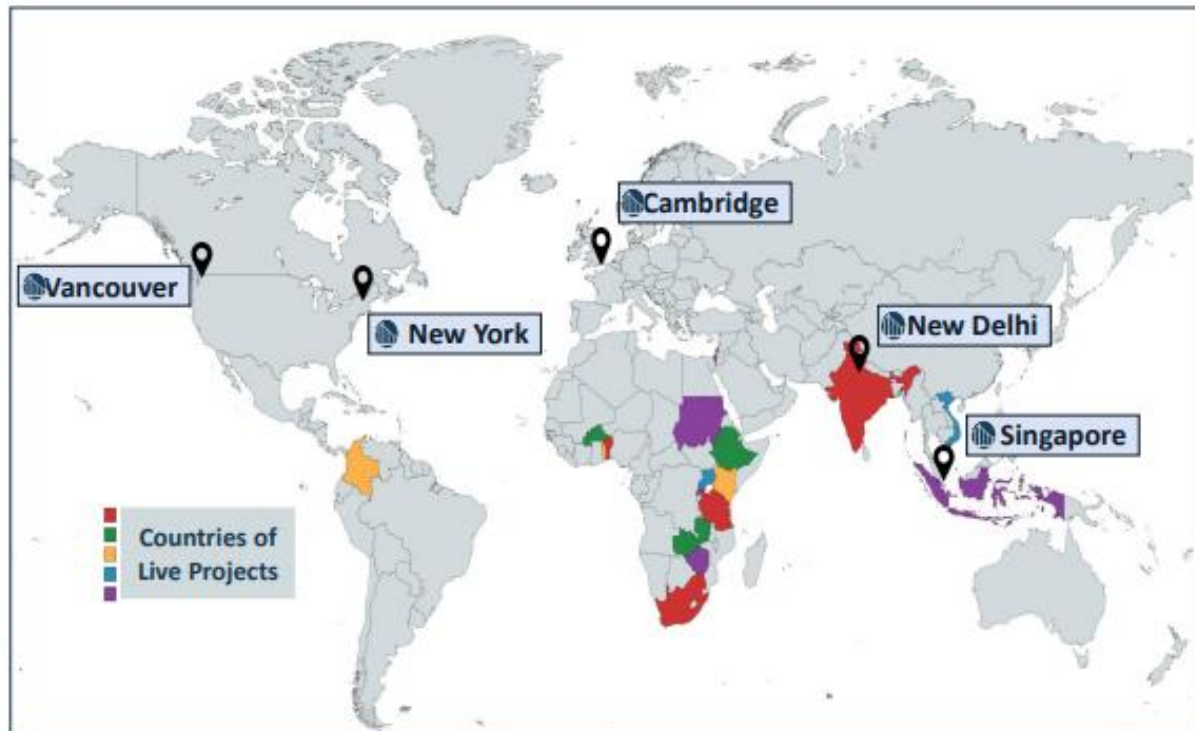 Cambridge
Vancouver
New York
New Delhi
Singapore
Countries of
Live Projects